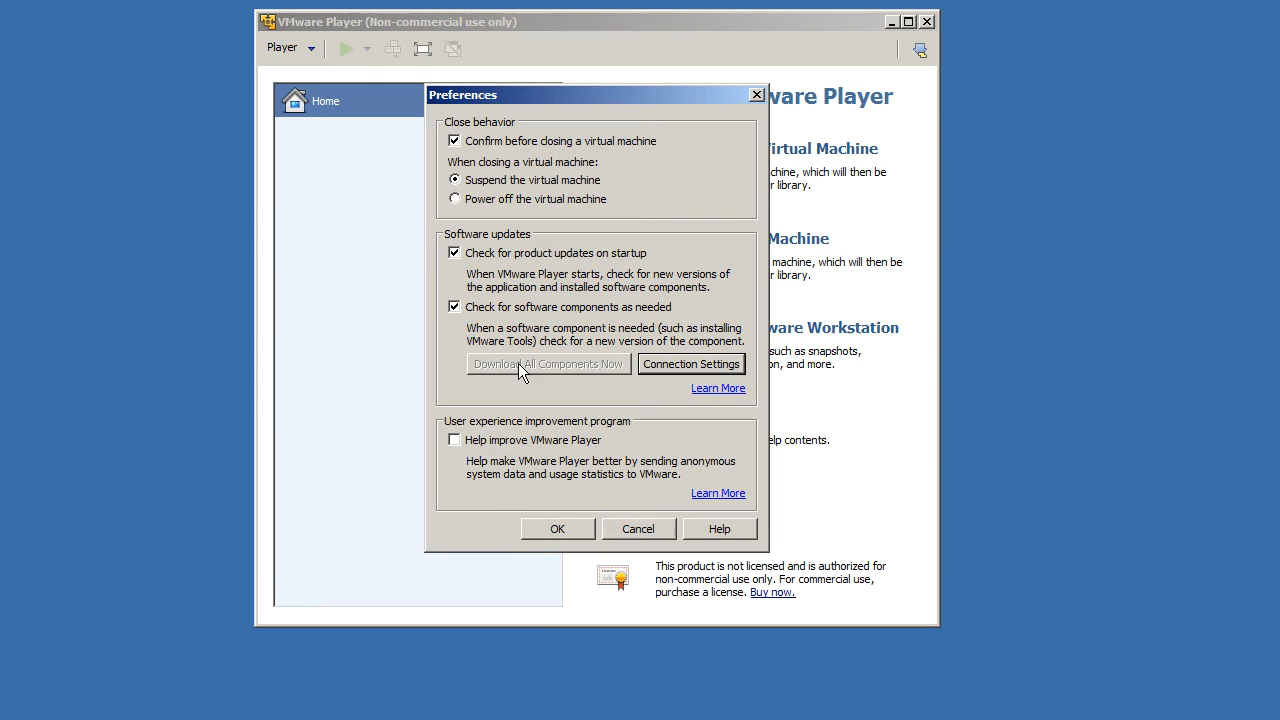 VMware Player (Non-commercial use only)
Player
Home
Preferences
Close behavior
Confirm before closing a virtual machine
When closing a virtual machine:
Suspend the virtual machine
Power off the virtual machine
Software updates
Check for product updates on startup
When VMware Player starts, check for new versions of
the application and installed software components.
Check for software components as needed
When a software component is needed (such as installing
VMware Tools) check for a new version of the component.
Download All Components Now
Connection Settings
Learn More
User experience improvement program
Help improve VMware Player
Help make VMware Player better by sending anonymous
system data and usage statistics to VMware.
Learn More
OK
Cancel
Help
ware Player
irtual Machine
chine, which will then be
r library.
Machine
machine, which will then be
r library.
ware Workstation
such as snapshots,
on, and more.
elp contents.
This product is not licensed and is authorized for
non-commercial use only. For commercial use,
purchase a license. Buy now.